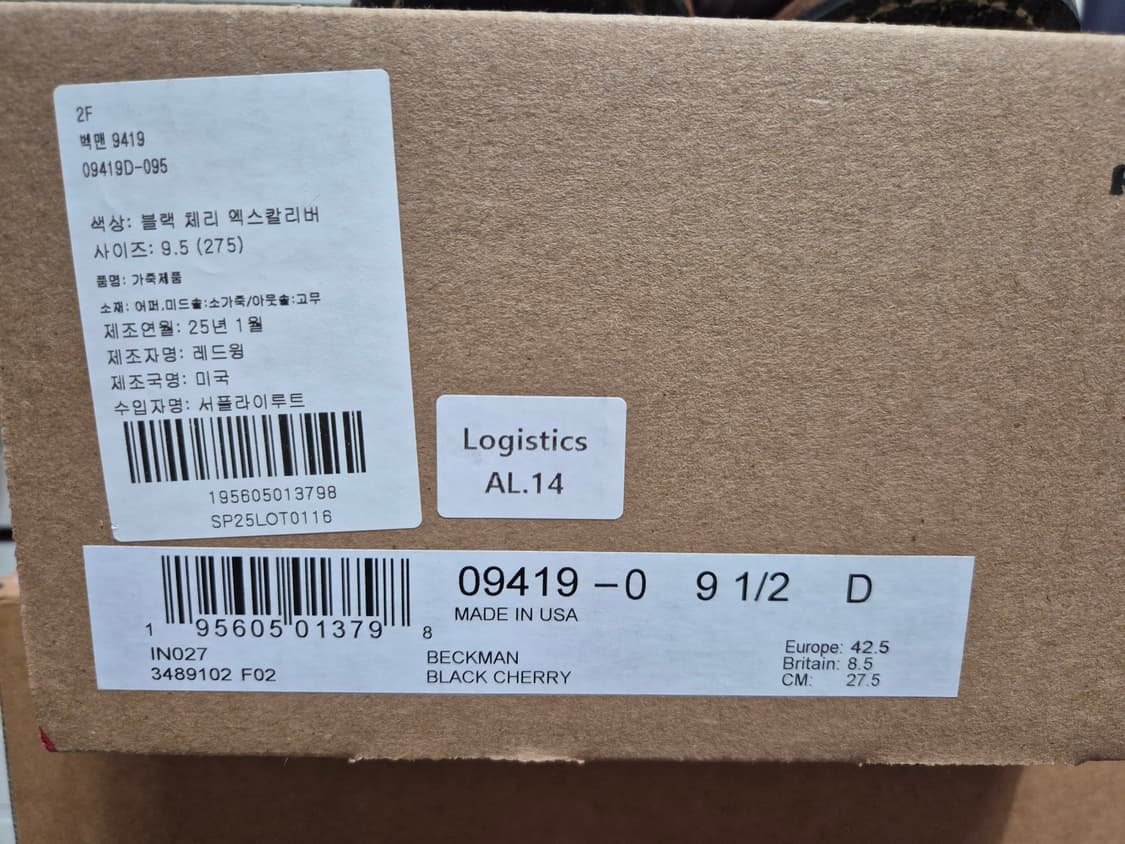 2F
벡맨 9419
09419D-095
색상: 블랙 체리 엑스칼리버
사이즈: 9.5 (275)
품명: 가죽제품
소재: 어퍼,미드솔:소가죽/아웃솔:고무
제조연월: 25년 1월
제조자명: 레드윙
제조국명: 미국
수입자명: 서플라이루트
195605013798
SP25LOT0116
Logistics
AL.14
09419 –0 9 1/2 D
MADE IN USA
1 95605 01379 8
IN027
3489102 F02
BECKMAN
BLACK CHERRY
Europe: 42.5
Britain: 8.5
CM: 27.5